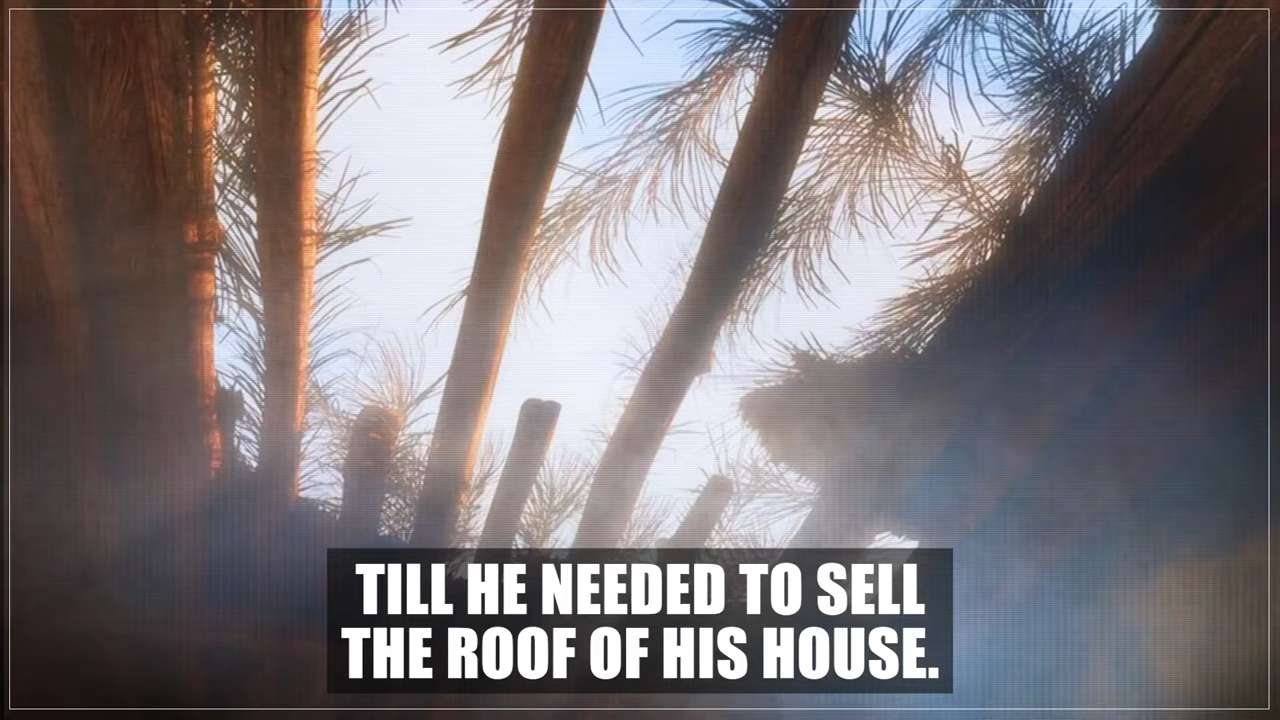 TILL HE NEEDED TO SELL
THE ROOF OF HIS HOUSE.